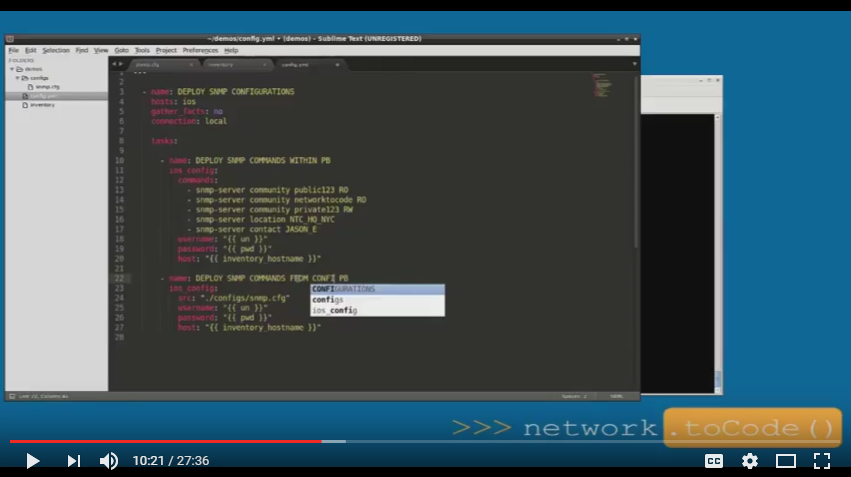 ~/demos/config.yml • (demos) - Sublime Text (UNREGISTERED)
File Edit Selection Find View Goto Tools Project Preferences Help
FOLDERS
demos
configs
snmp.cfg
config.yml
inventory
snmp.cfg inventory config.yml
1 ---
2
3 - name: DEPLOY SNMP CONFIGURATIONS
4 hosts: ios
5 gather_facts: no
6 connection: local
7
8 tasks:
9
10 - name: DEPLOY SNMP COMMANDS WITHIN PB
11 ios_config:
12 commands:
13 - snmp-server community public123 RO
14 - snmp-server community networktocode RO
15 - snmp-server community private123 RW
16 - snmp-server location NTC_HQ_NYC
17 - snmp-server contact JASON_E
18 username: "{{ un }}"
19 password: "{{ pwd }}"
20 host: "{{ inventory_hostname }}"
21
22 - name: DEPLOY SNMP COMMANDS FROM CONFI PB
23 ios_config:
CONFIGURATIONS
24 src: "./configs/snmp.cfg"
configs
25 username: "{{ un }}"
ios_config
26 password: "{{ pwd }}"
27 host: "{{ inventory_hostname }}"
28
>>> network.toCode()
10:21 / 27:36
CC